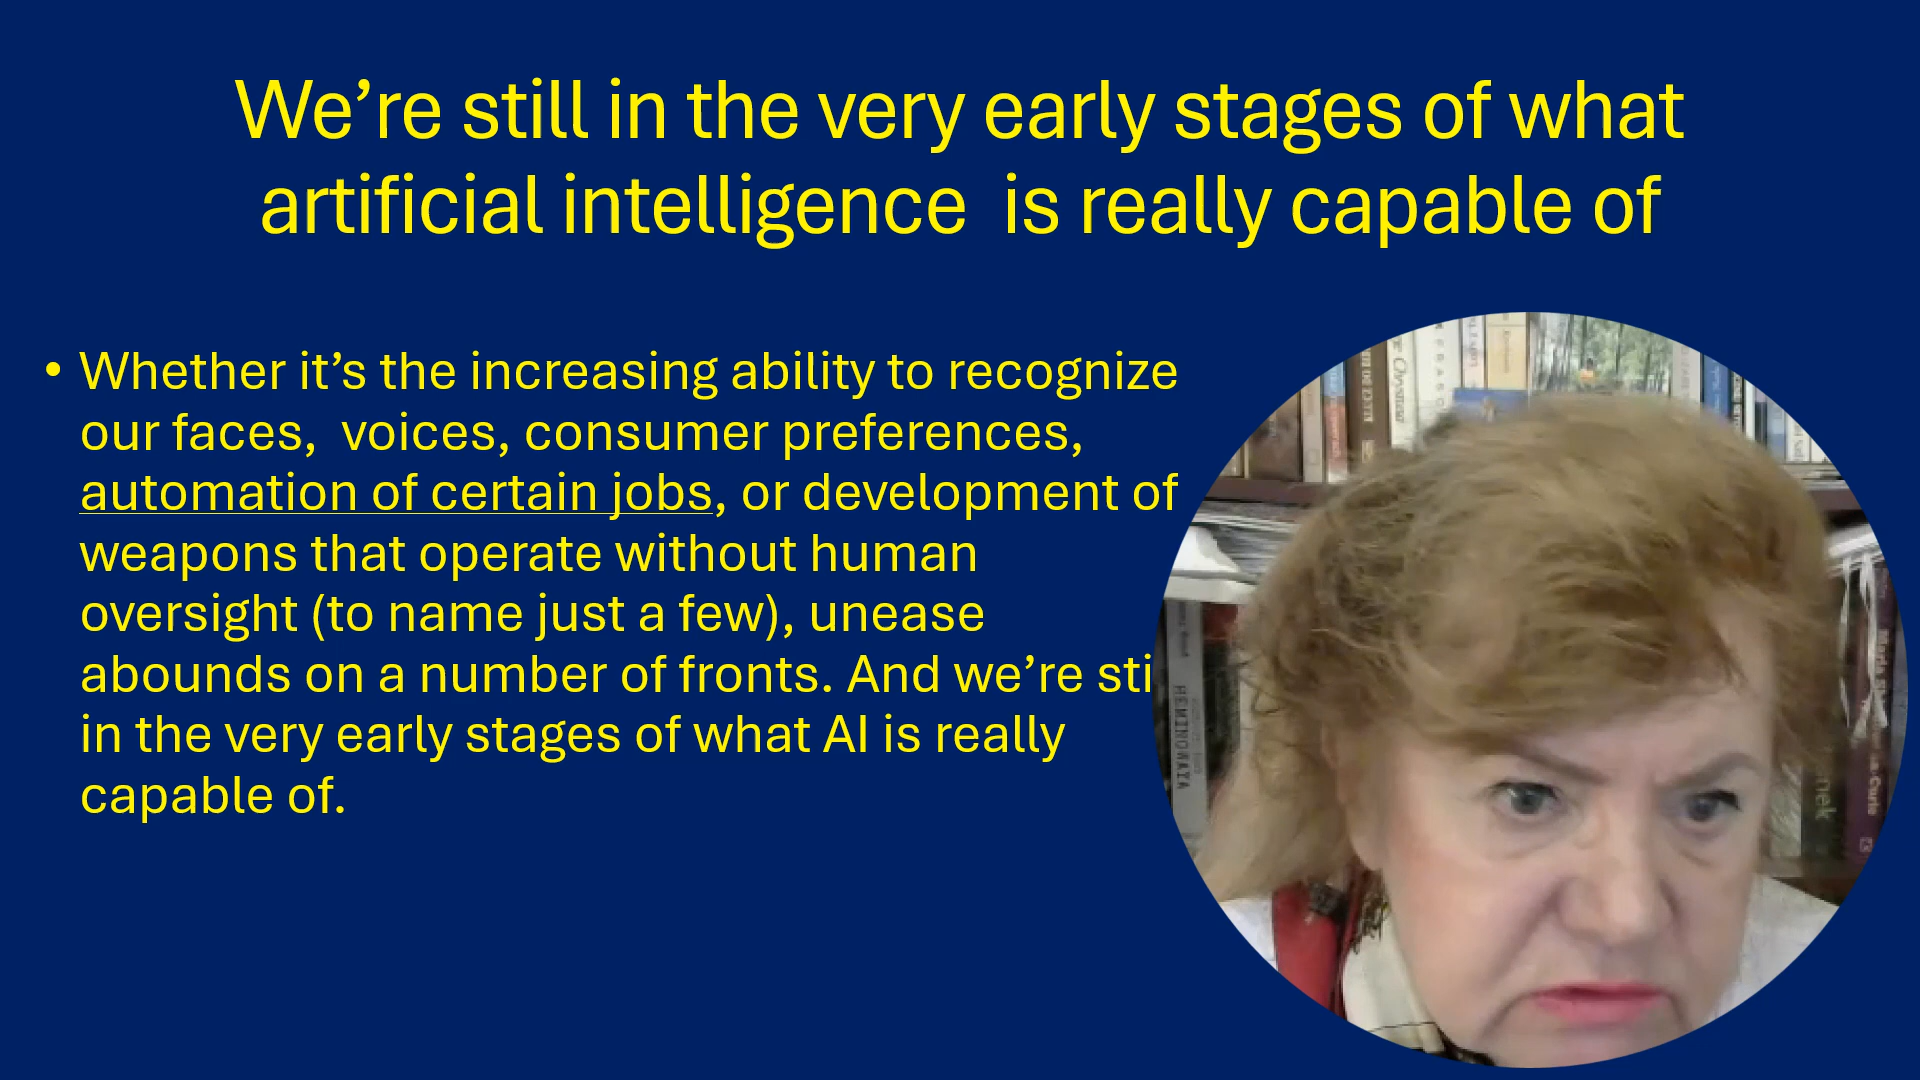 We’re still in the very early stages of what
artificial intelligence  is really capable of
• Whether it’s the increasing ability to recognize
our faces,  voices, consumer preferences,
automation of certain jobs, or development of
weapons that operate without human
oversight (to name just a few), unease
abounds on a number of fronts. And we’re sti
in the very early stages of what AI is really
capable of.
HEMINGWAY